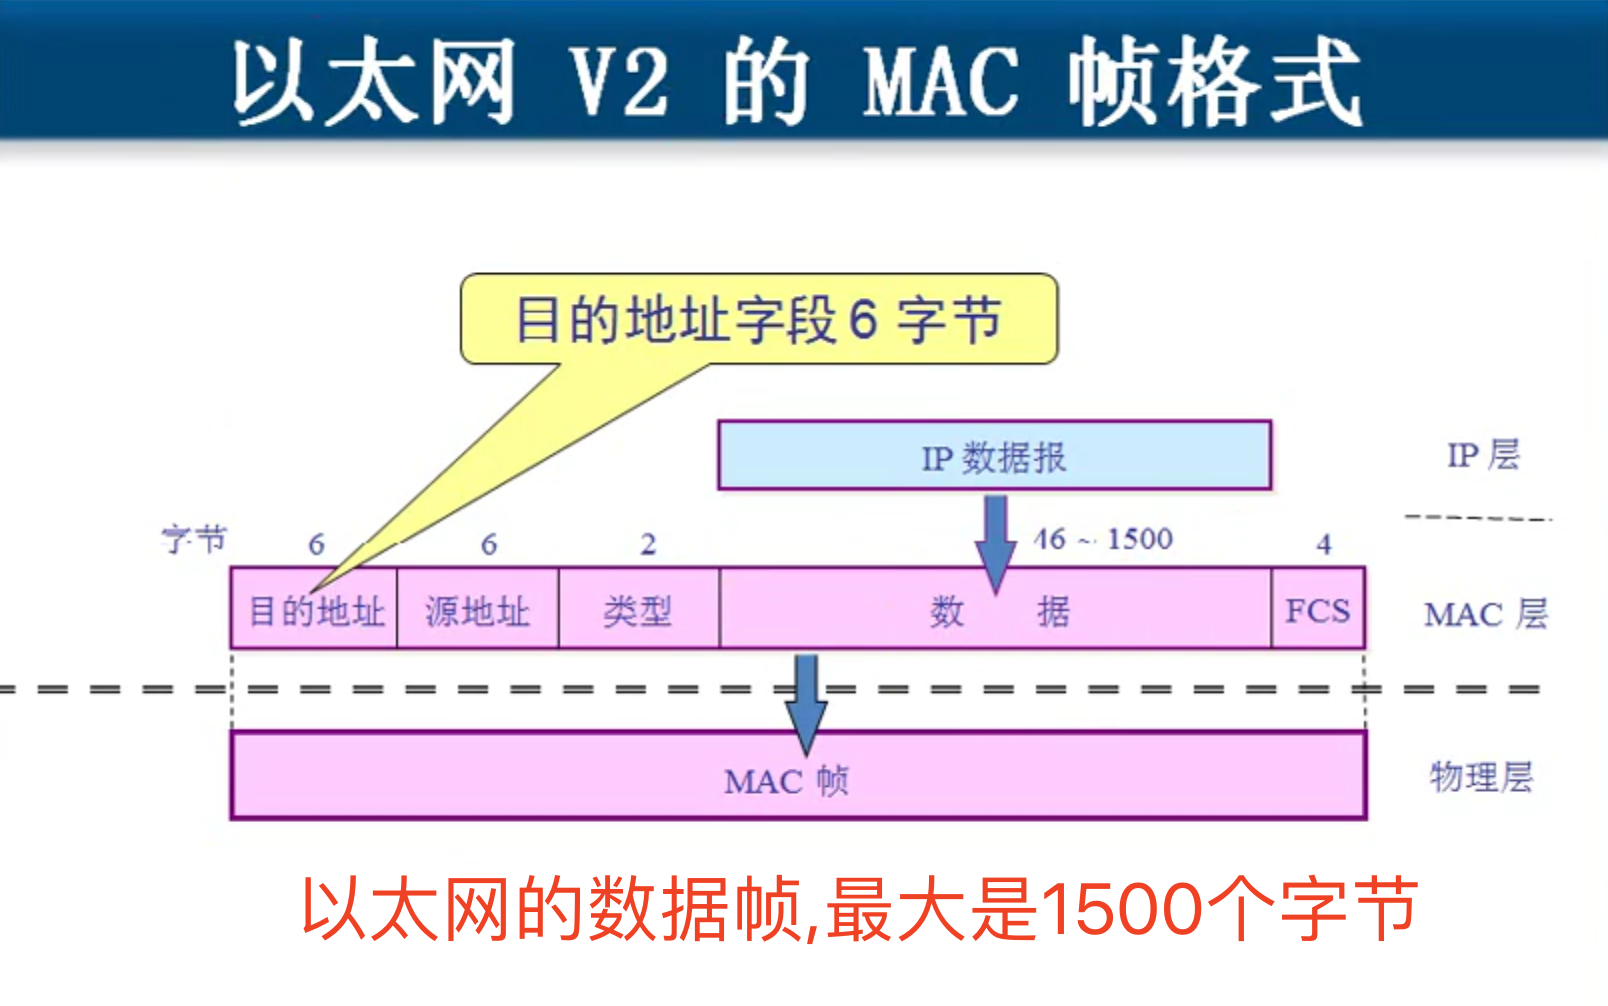 以太网 V2 的 MAC 帧格式
目的地址字段 6 字节
IP 数据报
IP 层
字节 6 6 2 46 ~ 1500 4
目的地址 源地址 类型 数 据 FCS MAC 层
MAC 帧 物理层
以太网的数据帧,最大是1500个字节